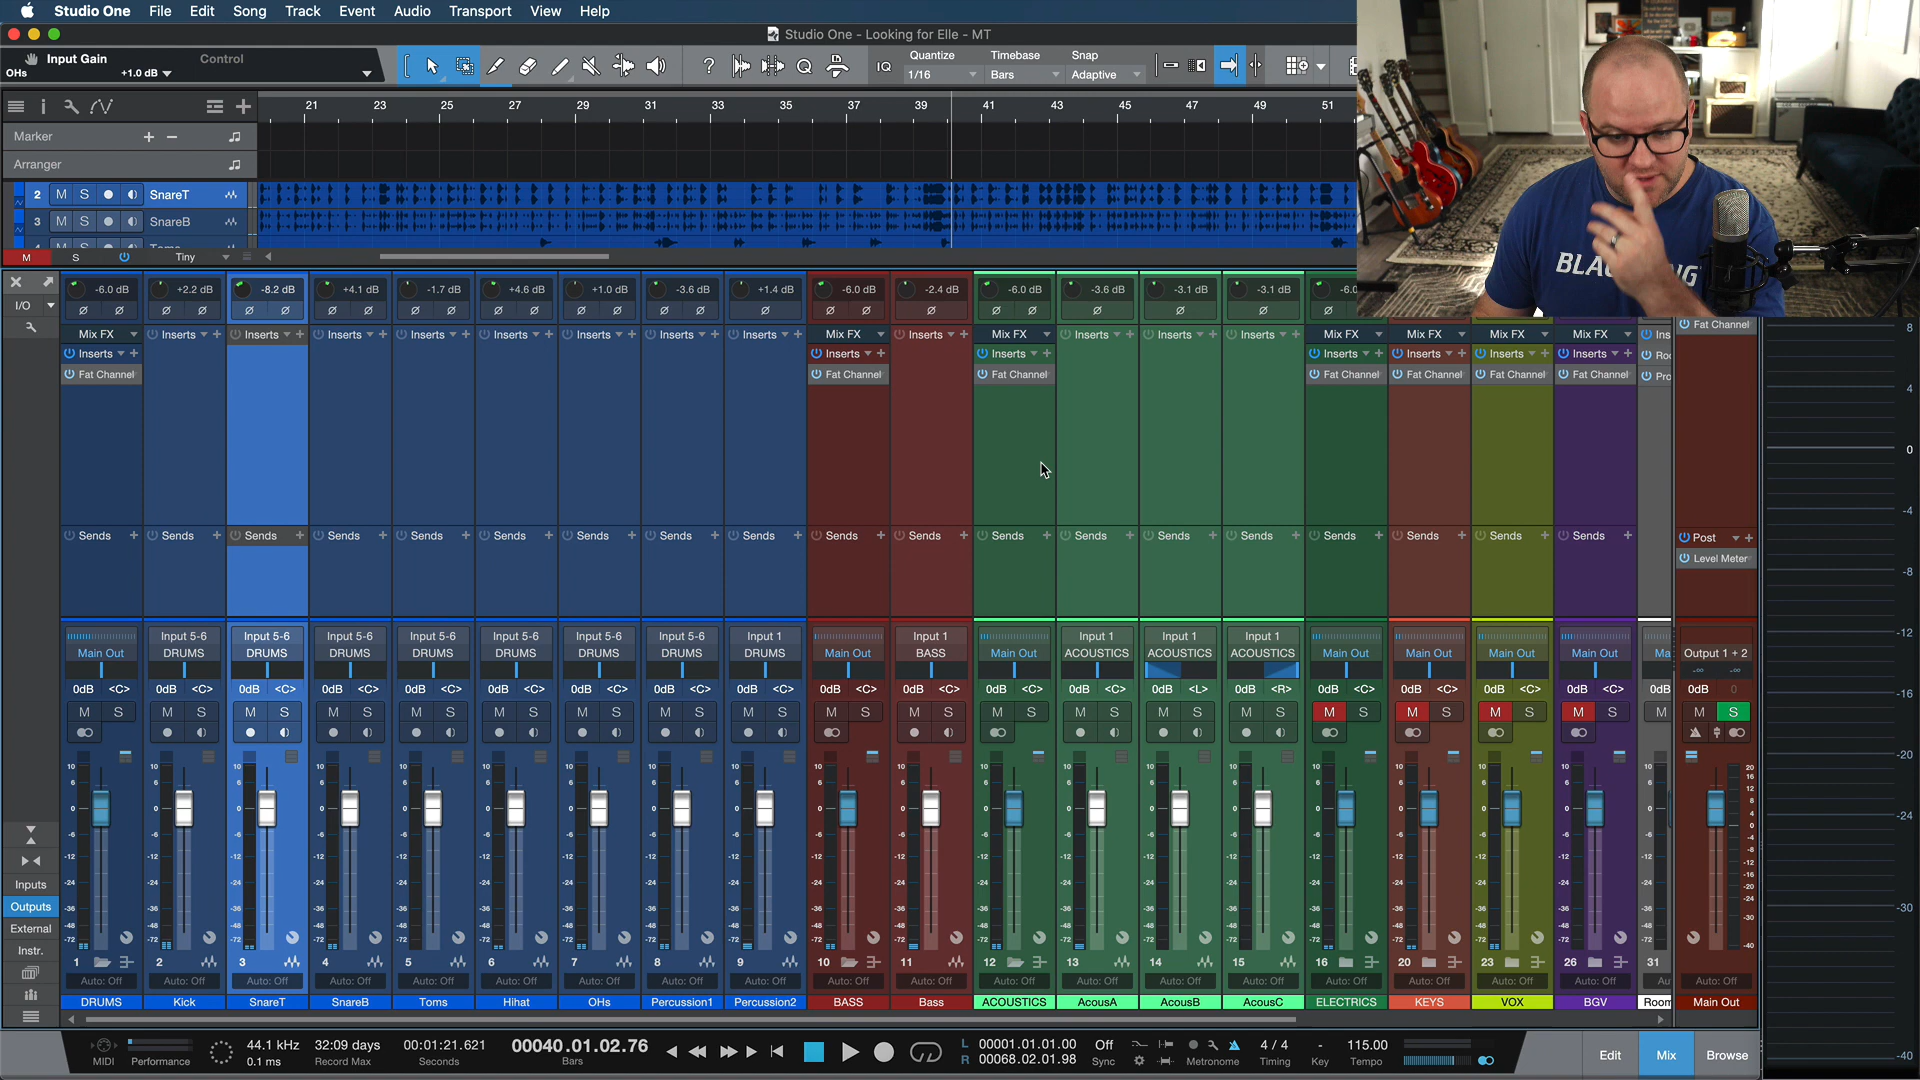 Studio One File Edit Song Track Event Audio Transport View Help
Studio One - Looking for Elle - MT
Input Gain Control
OHs +1.0 dB
IQ Quantize Timebase Snap
1/16 Bars Adaptive
21 23 25 27 29 31 33 35 37 39 41 43 45 47 49 51
Marker
Arranger
2 M S SnareT
3 M S SnareB
M S Tiny
I/O
-6.0 dB +2.2 dB -8.2 dB +4.1 dB -1.7 dB +4.6 dB +1.0 dB -3.6 dB +1.4 dB -6.0 dB -2.4 dB -6.0 dB -3.6 dB -3.1 dB -3.1 dB
Mix FX Inserts Inserts Inserts Inserts Inserts Inserts Inserts Inserts Mix FX Inserts Mix FX Inserts Inserts Inserts Mix FX Mix FX Mix FX Mix FX
Inserts Inserts Inserts Inserts Inserts Inserts Inserts
Fat Channel Fat Channel Fat Channel Fat Channel Fat Channel Fat Channel Fat Channel
Fat Channel
Sends Sends Sends Sends Sends Sends Sends Sends Sends Sends Sends Sends Sends Sends Sends Sends Sends Sends Sends
Post
Level Meter
Input 5-6 Input 5-6 Input 5-6 Input 5-6 Input 5-6 Input 5-6 Input 5-6 Input 1 Input 1 Input 1 Input 1 Input 1
Main Out DRUMS DRUMS DRUMS DRUMS DRUMS DRUMS DRUMS DRUMS Main Out BASS Main Out ACOUSTICS ACOUSTICS ACOUSTICS Main Out Main Out Main Out Main Out Output 1 + 2
0dB <C> 0dB <C> 0dB <C> 0dB <C> 0dB <C> 0dB <C> 0dB <C> 0dB <C> 0dB <C> 0dB <C> 0dB <C> 0dB <C> 0dB <C> 0dB <L> 0dB <R> 0dB <C> 0dB <C> 0dB <C> 0dB <C> 0dB 0dB
M S M S M S M S M S M S M S M S M S M S M S M S M S M S M S M S M S M S M S M M S
Inputs
Outputs
External
Instr.
1 2 3 4 5 6 7 8 9 10 11 12 13 14 15 16 20 23 26 31
Auto: Off Auto: Off Auto: Off Auto: Off Auto: Off Auto: Off Auto: Off Auto: Off Auto: Off Auto: Off Auto: Off Auto: Off Auto: Off Auto: Off Auto: Off Auto: Off Auto: Off Auto: Off Auto: Off Auto: Off
DRUMS Kick SnareT SnareB Toms Hihat OHs Percussion1 Percussion2 BASS Bass ACOUSTICS AcousA AcousB AcousC ELECTRICS KEYS VOX BGV Room Main Out
44.1 kHz 32:09 days 00:01:21.621 00040.01.02.76 L 00001.01.01.00 Off 4 / 4 - 115.00
MIDI Performance 0.1 ms Record Max Seconds Bars R 00068.02.01.98 Sync Metronome Timing Key Tempo
Edit Mix Browse